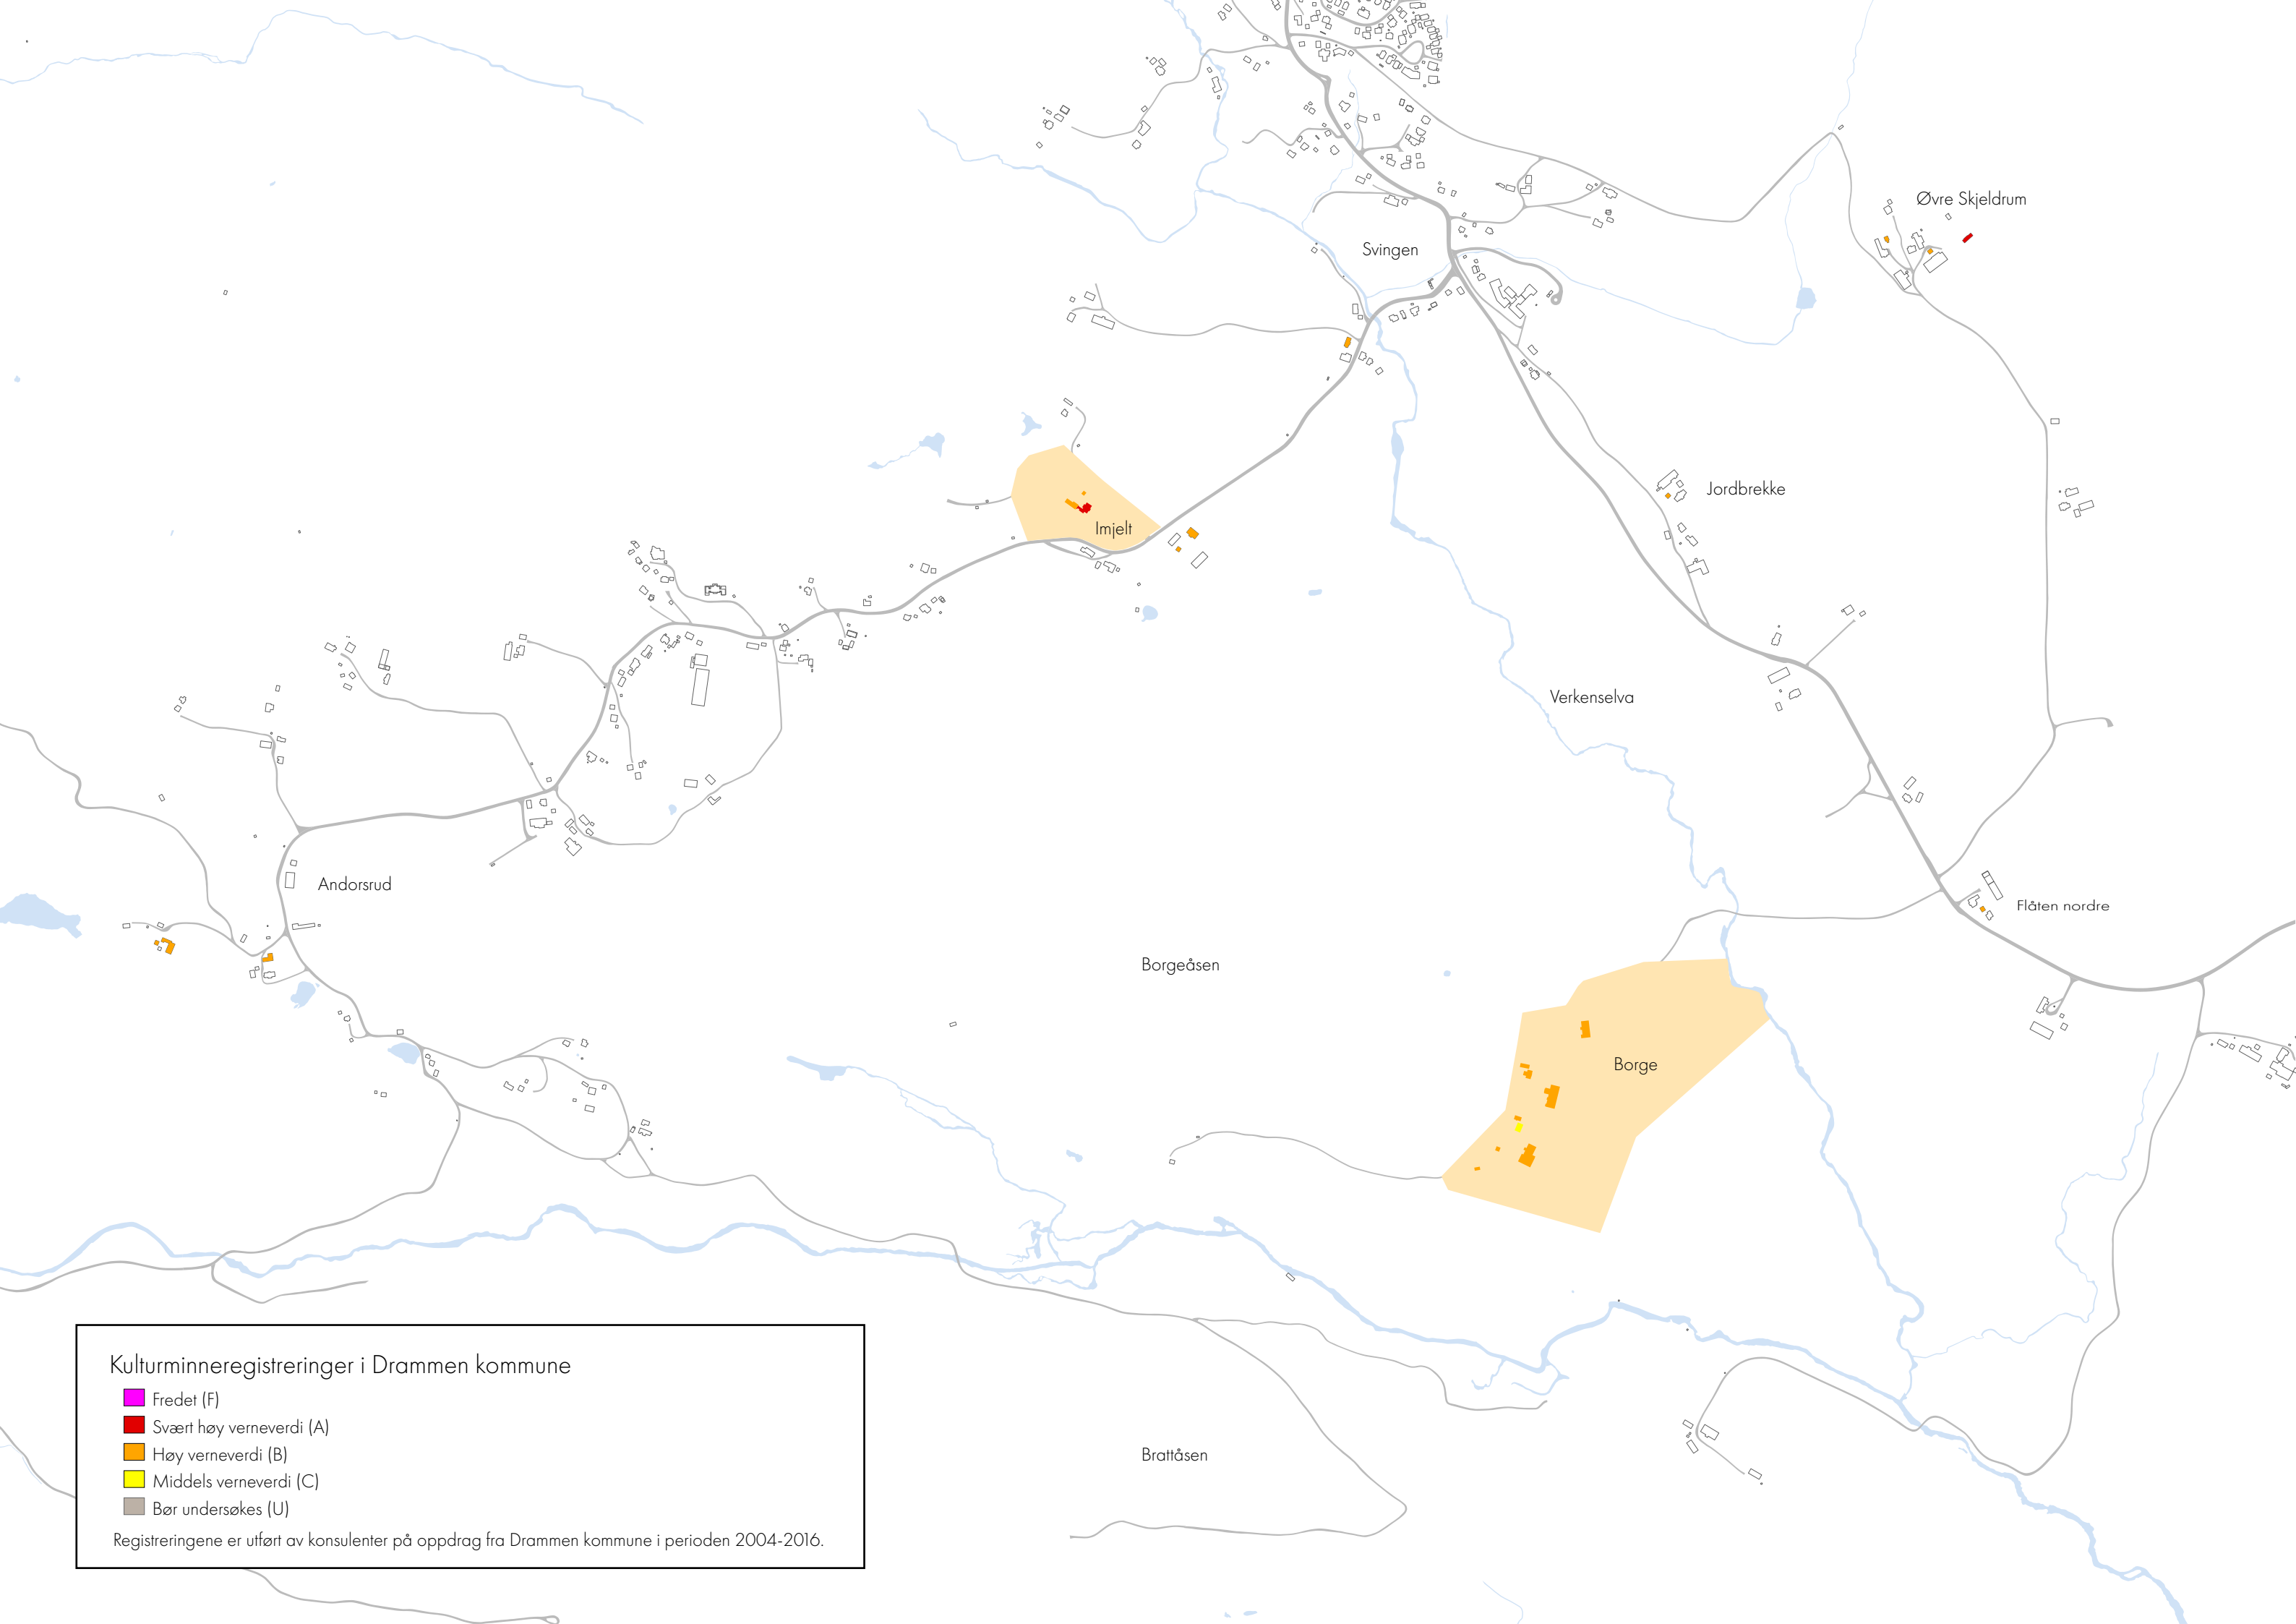 Øvre Skjeldrum
Svingen
Jordbrekke
Imjelt
Verkenselva
Andorsrud
Flåten nordre
Borgeåsen
Borge
Brattåsen
Kulturminneregistreringer i Drammen kommune
Fredet (F)
Svært høy verneverdi (A)
Høy verneverdi (B)
Middels verneverdi (C)
Bør undersøkes (U)
Registreringene er utført av konsulenter på oppdrag fra Drammen kommune i perioden 2004-2016.